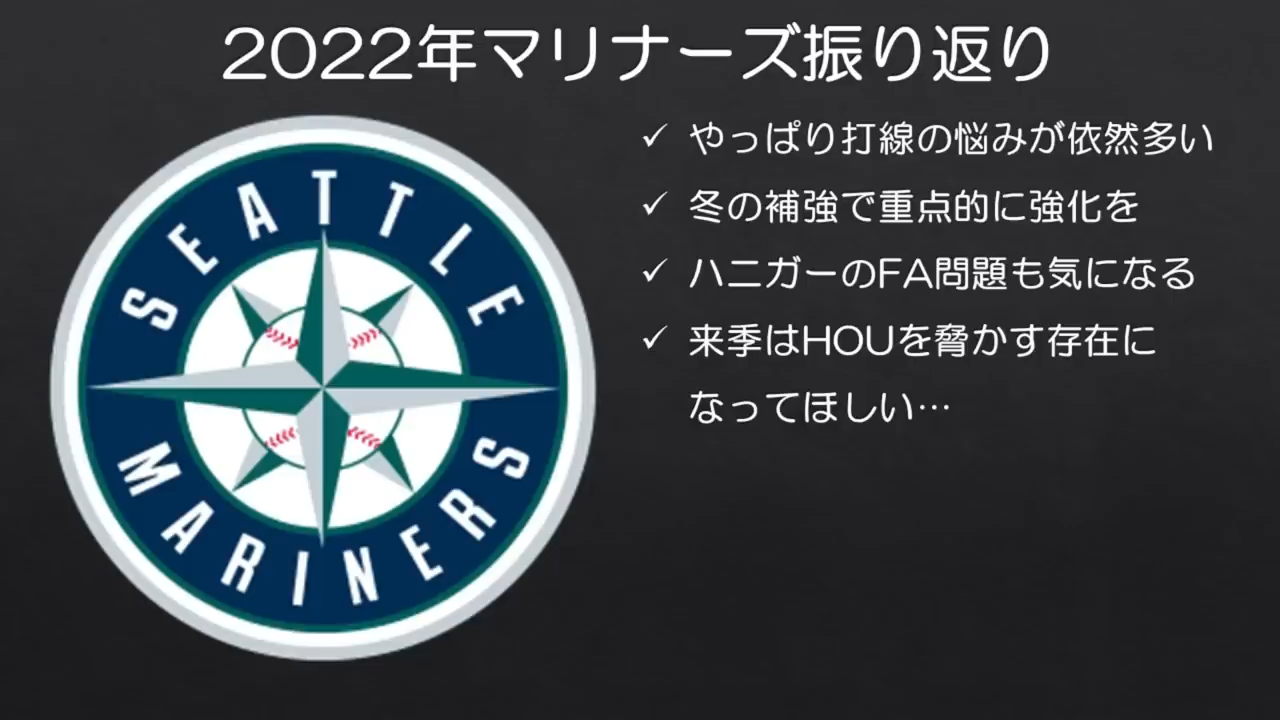 2022年マリナーズ振り返り
SEATTLE
MARINERS
✓ やっぱり打線の悩みが依然多い
✓ 冬の補強で重点的に強化を
✓ ハニガーのFA問題も気になる
✓ 来季はHOUを脅かす存在に
なってほしい…